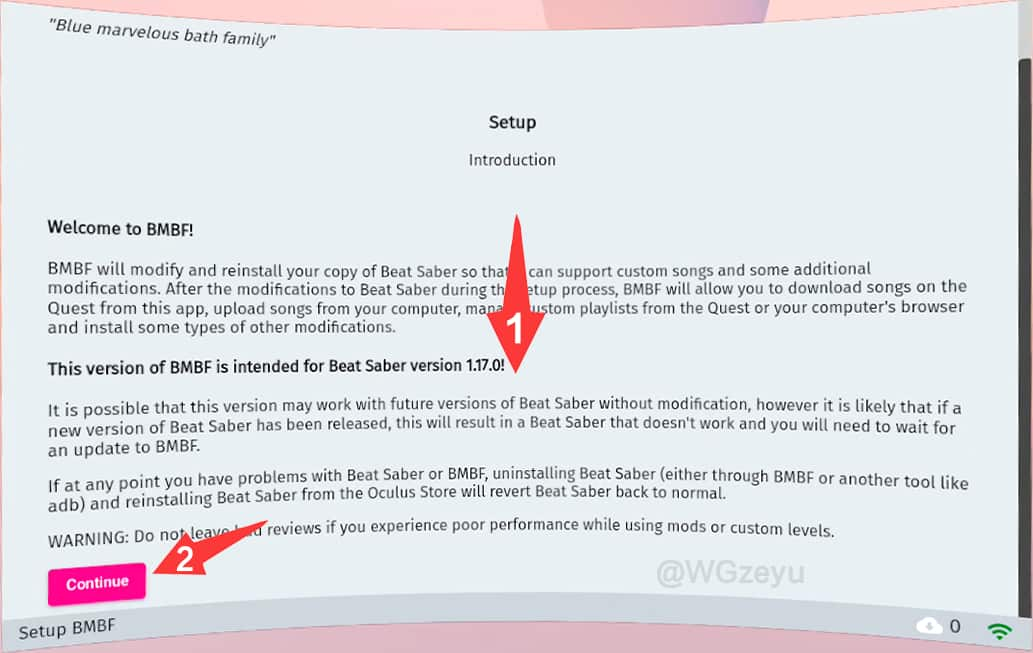 "Blue marvelous bath family"
Setup
Introduction
Welcome to BMBF!
BMBF will modify and reinstall your copy of Beat Saber so that can support custom songs and some additional
modifications. After the modifications to Beat Saber during the setup process, BMBF will allow you to download songs on the
Quest from this app, upload songs from your computer, manage custom playlists from the Quest or your computer's browser
and install some types of other modifications.
1
This version of BMBF is intended for Beat Saber version 1.17.0!
It is possible that this version may work with future versions of Beat Saber without modification, however it is likely that if a
new version of Beat Saber has been released, this will result in a Beat Saber that doesn't work and you will need to wait for
an update to BMBF.
If at any point you have problems with Beat Saber or BMBF, uninstalling Beat Saber (either through BMBF or another tool like
adb) and reinstalling Beat Saber from the Oculus Store will revert Beat Saber back to normal.
WARNING: Do not leave bad reviews if you experience poor performance while using mods or custom levels.
2
Continue
@WGzeyu
Setup BMBF
0